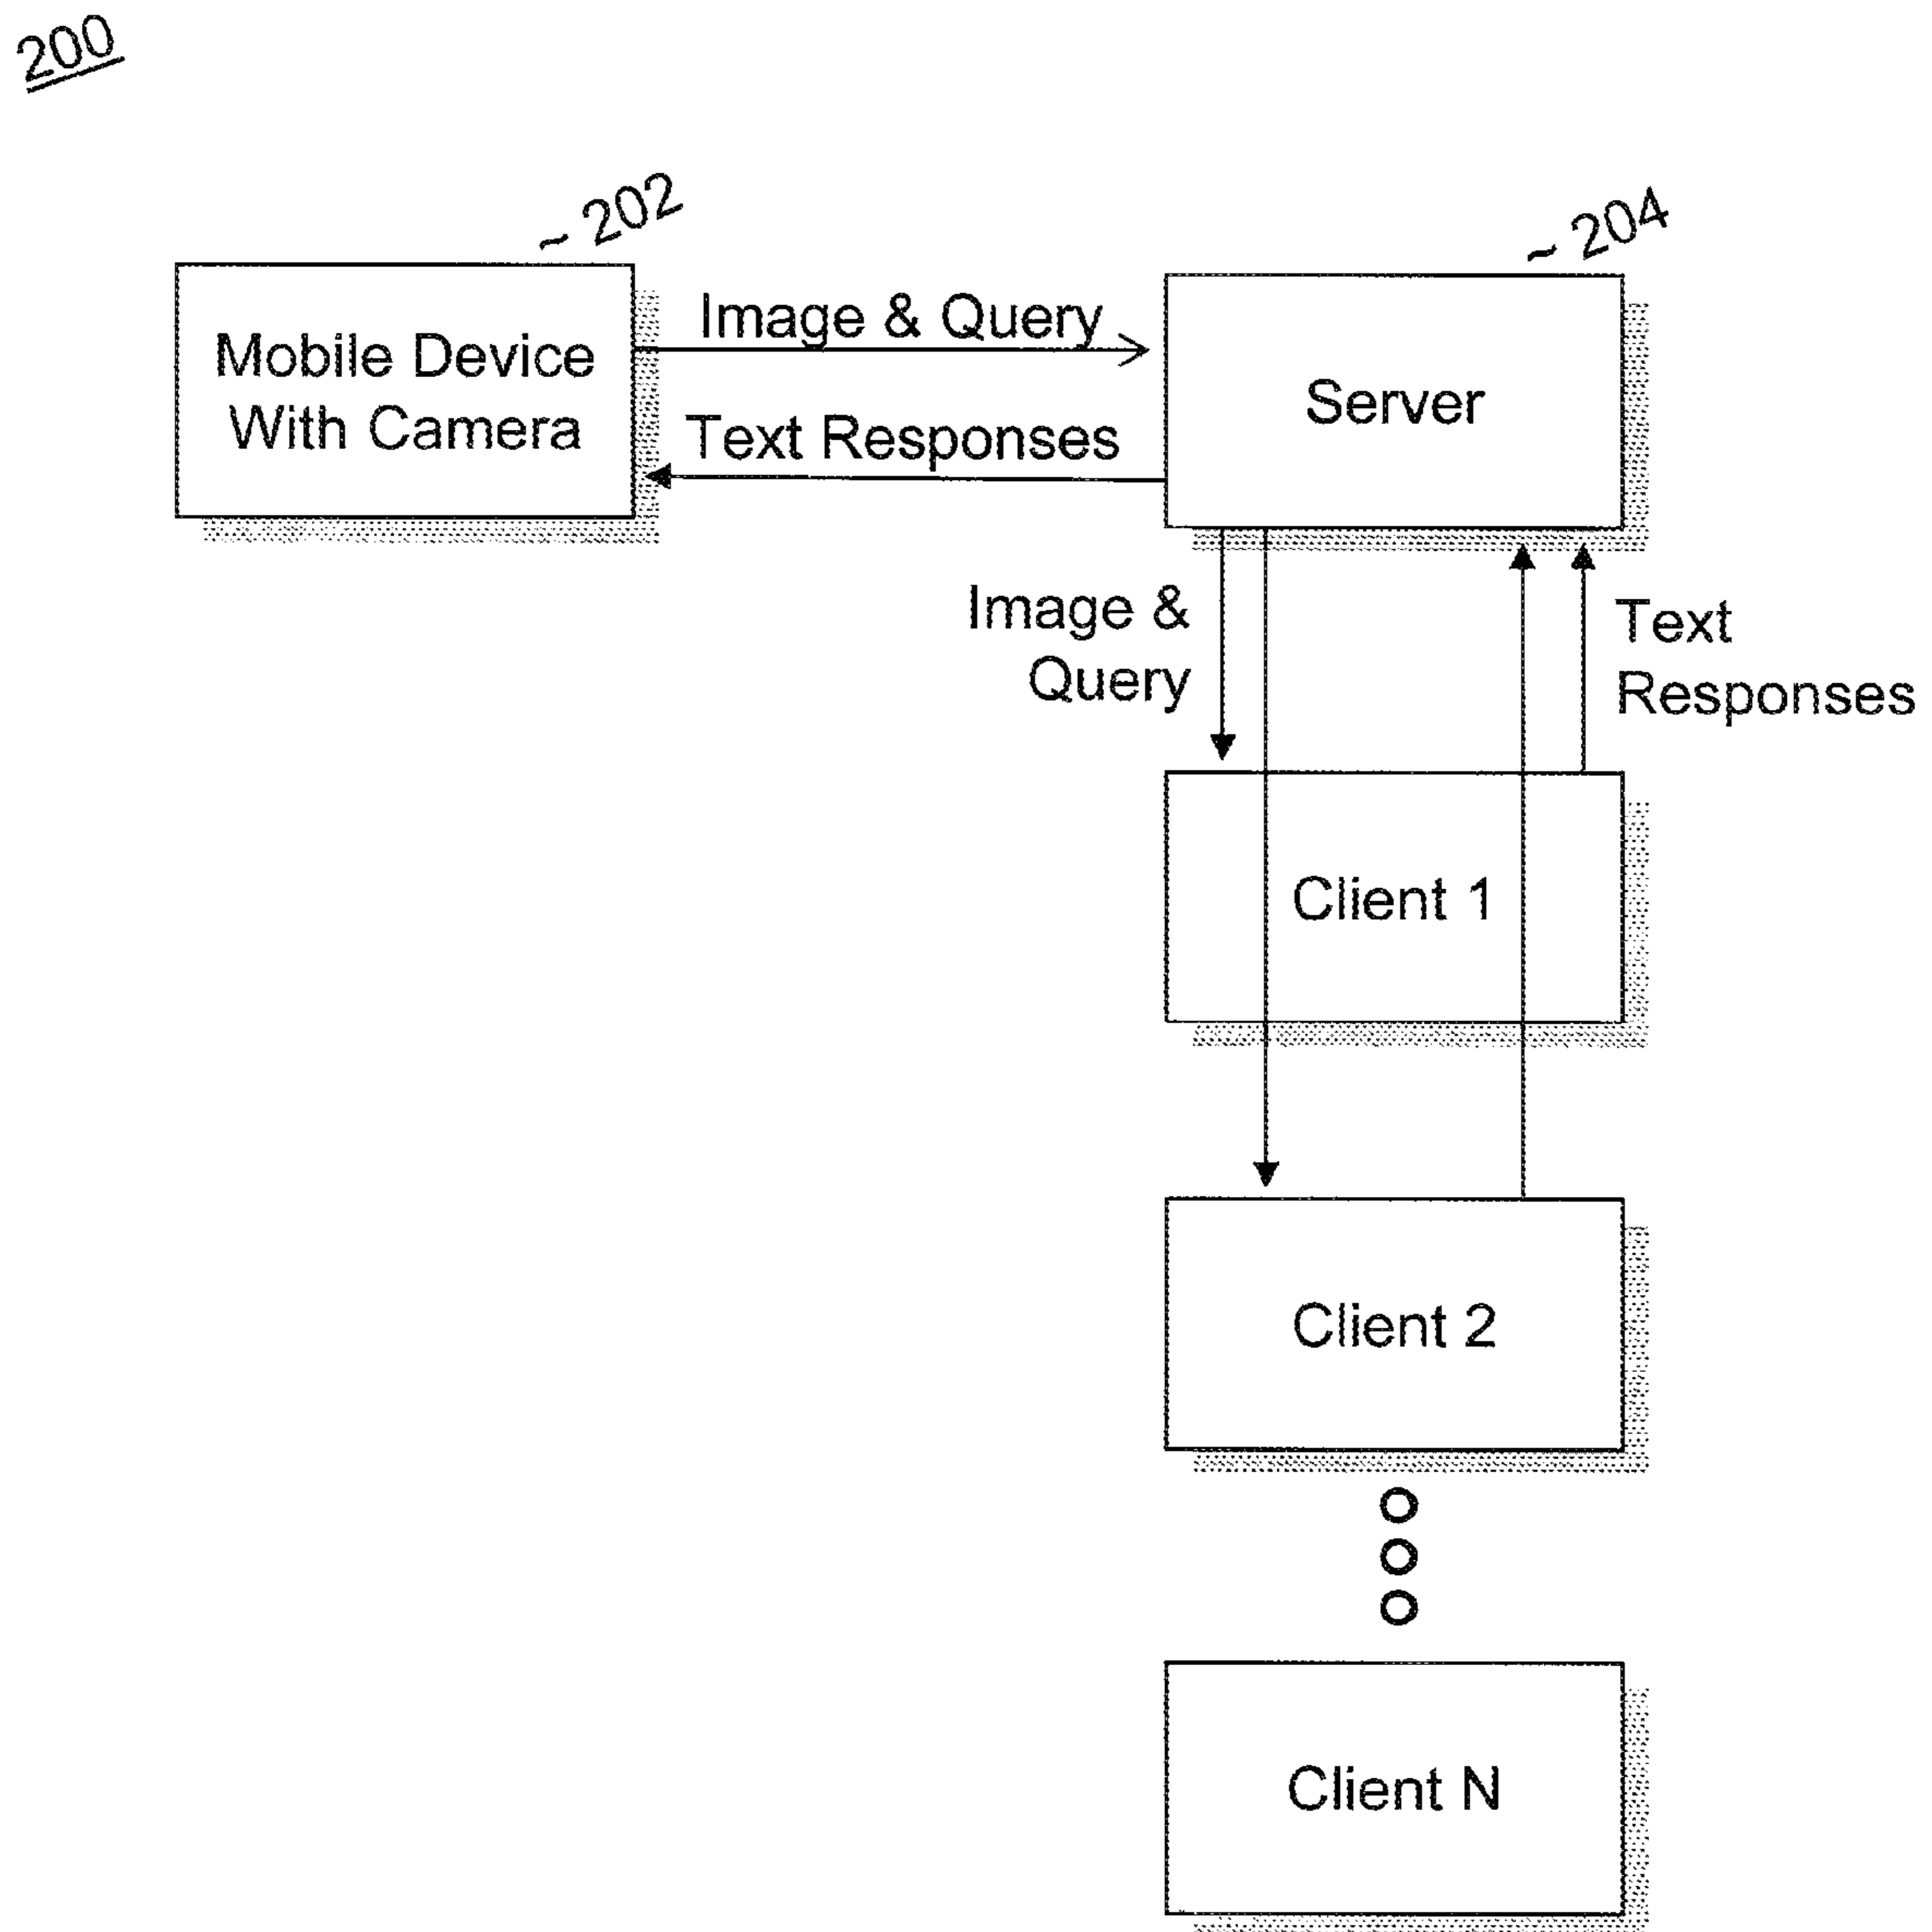 200
~ 202
~ 204
Mobile Device
With Camera
Image & Query
Text Responses
Server
Image &
Query
Text
Responses
Client 1
Client 2
Client N